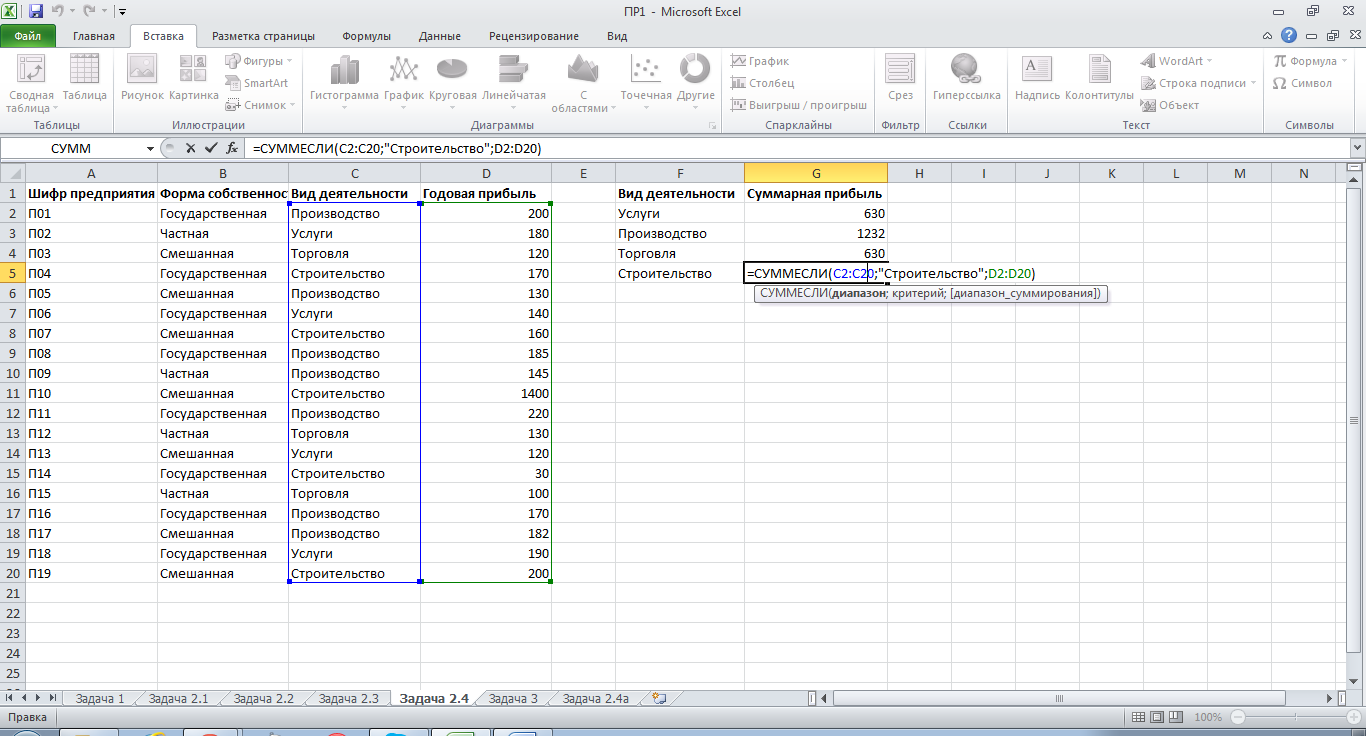 ПР1 - Microsoft Excel
Файл Главная Вставка Разметка страницы Формулы Данные Рецензирование Вид
Сводная таблица Таблица Рисунок Картинка Фигуры SmartArt Снимок Гистограмма График Круговая Линейчатая С областями Точечная Другие График Столбец Выигрыш / проигрыш Срез Гиперссылка Надпись Колонтитулы WordArt Строка подписи Объект Формула Символ
Таблицы Иллюстрации Диаграммы Спарклайны Фильтр Ссылки Текст Символы
СУММ fx =СУММЕСЛИ(C2:C20;"Строительство";D2:D20)
A B C D E F G H I J K L M N
1 Шифр предприятия Форма собственнос Вид деятельности Годовая прибыль Вид деятельности Суммарная прибыль
2 П01 Государственная Производство 200 Услуги 630
3 П02 Частная Услуги 180 Производство 1232
4 П03 Смешанная Торговля 120 Торговля 630
5 П04 Государственная Строительство 170 Строительство =СУММЕСЛИ(C2:C20;"Строительство";D2:D20)
6 П05 Смешанная Производство 130 СУММЕСЛИ(диапазон; критерий; [диапазон_суммирования])
7 П06 Государственная Услуги 140
8 П07 Смешанная Строительство 160
9 П08 Государственная Производство 185
10 П09 Частная Производство 145
11 П10 Смешанная Строительство 1400
12 П11 Государственная Производство 220
13 П12 Частная Торговля 130
14 П13 Смешанная Услуги 120
15 П14 Государственная Строительство 30
16 П15 Частная Торговля 100
17 П16 Государственная Производство 170
18 П17 Смешанная Производство 182
19 П18 Государственная Услуги 190
20 П19 Смешанная Строительство 200
21
22
23
24
25
Задача 1 Задача 2.1 Задача 2.2 Задача 2.3 Задача 2.4 Задача 3 Задача 2.4а
Правка 100%